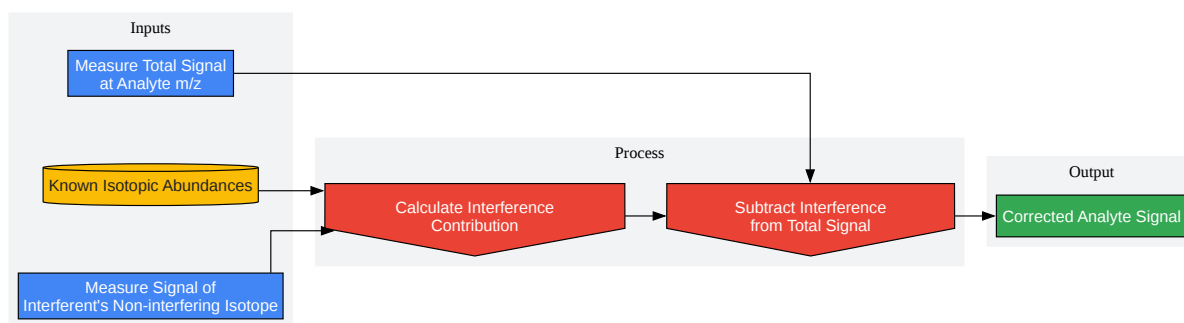 Inputs
Measure Total Signal
at Analyte m/z
Known Isotopic Abundances
Measure Signal of
Interferent's Non-interfering Isotope
Process
Calculate Interference
Contribution
Subtract Interference
from Total Signal
Output
Corrected Analyte Signal